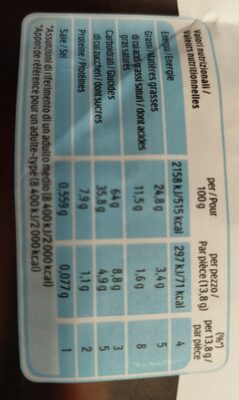 Valori nutrizionali / Valeurs nutritionnelles
per / Pour 100 g
per pezzo / Par pièce (13,8 g)
(%*) per 13,8 g / par pièce
Energia / Energie 2158 kJ/515 kcal 297 kJ/71 kcal 4
Grassi / Matières grasses 24,8 g 3,4 g 5
di cui acidi grassi saturi / dont acides gras saturés 11,5 g 1,6 g 8
Carboidrati / Glucides 64 g 8,8 g 3
di cui zuccheri / dont sucres 35,8 g 4,9 g 5
Proteine / Protéines 7,9 g 1,1 g 2
Sale / Sel 0,559 g 0,077 g 1
*Assunzioni di riferimento di un adulto medio (8 400 kJ/2 000 kcal)
*Apport de référence pour un adulte-type (8 400 kJ/2 000 kcal)